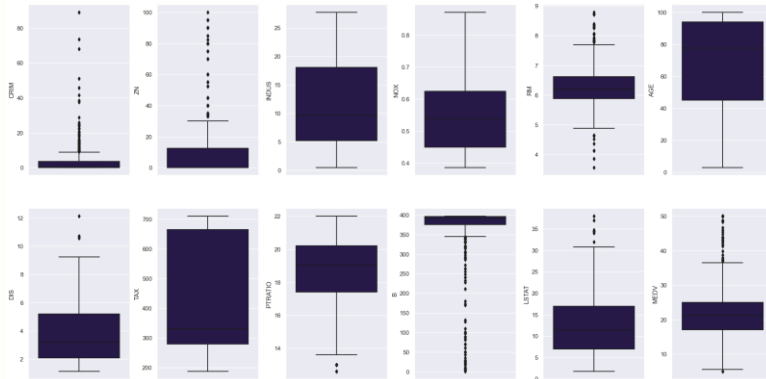 CRIM 80 60 40 20 0
ZN 100 80 60 40 20 0
INDUS 25 20 15 10 5 0
NOX 0.8 0.7 0.6 0.5 0.4
RM 9 8 7 6 5 4
AGE 100 80 60 40 20 0
DIS 12 10 8 6 4 2
TAX 700 600 500 400 300 200
PTRATIO 22 20 18 16 14
B 400 350 300 250 200 150 100 50 0
LSTAT 35 30 25 20 15 10 5 0
MEDV 50 40 30 20 10